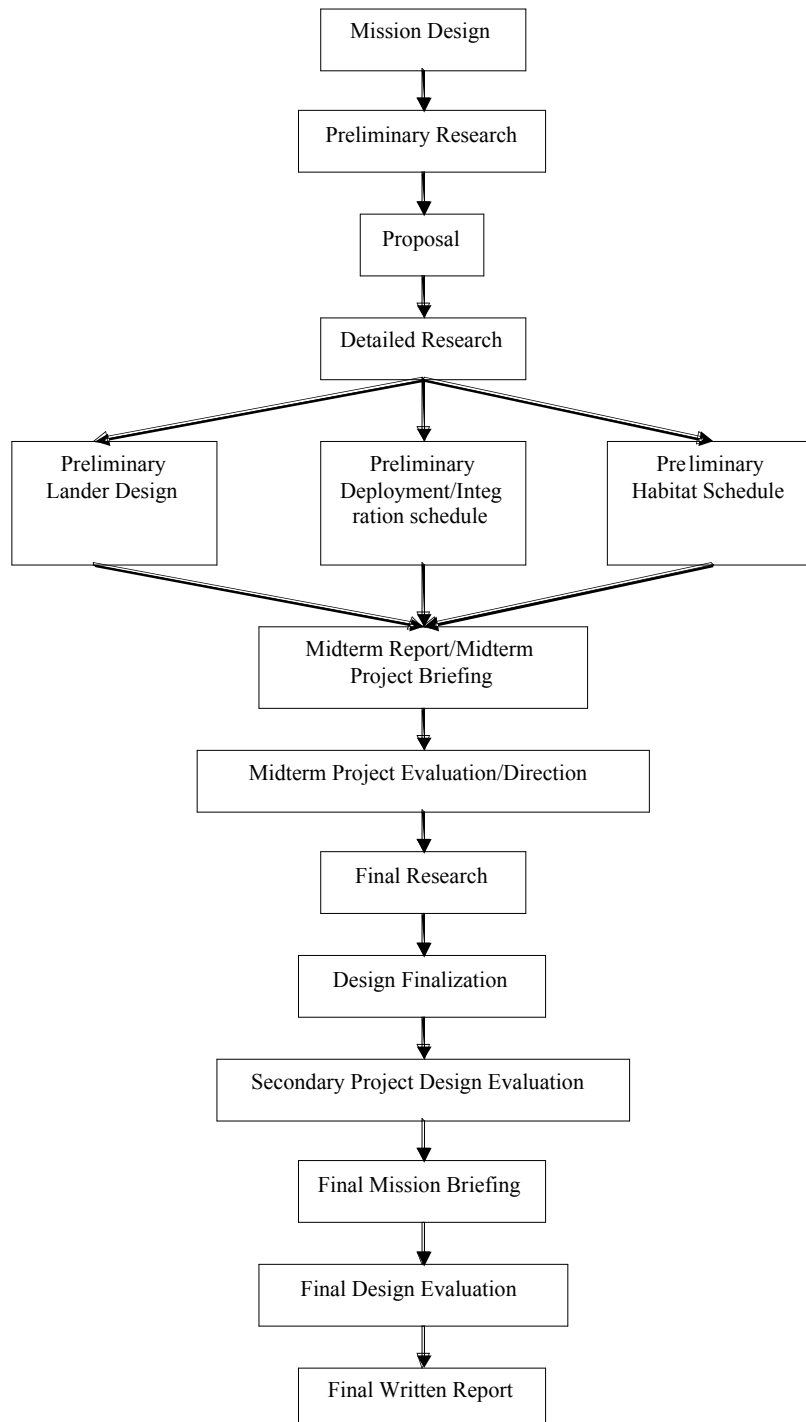 Mission Design
Preliminary Research
Proposal
Detailed Research
Preliminary
Lander Design
Preliminary
Deployment/Integ
ration schedule
Preliminary
Habitat Schedule
Midterm Report/Midterm
Project Briefing
Midterm Project Evaluation/Direction
Final Research
Design Finalization
Secondary Project Design Evaluation
Final Mission Briefing
Final Design Evaluation
Final Written Report